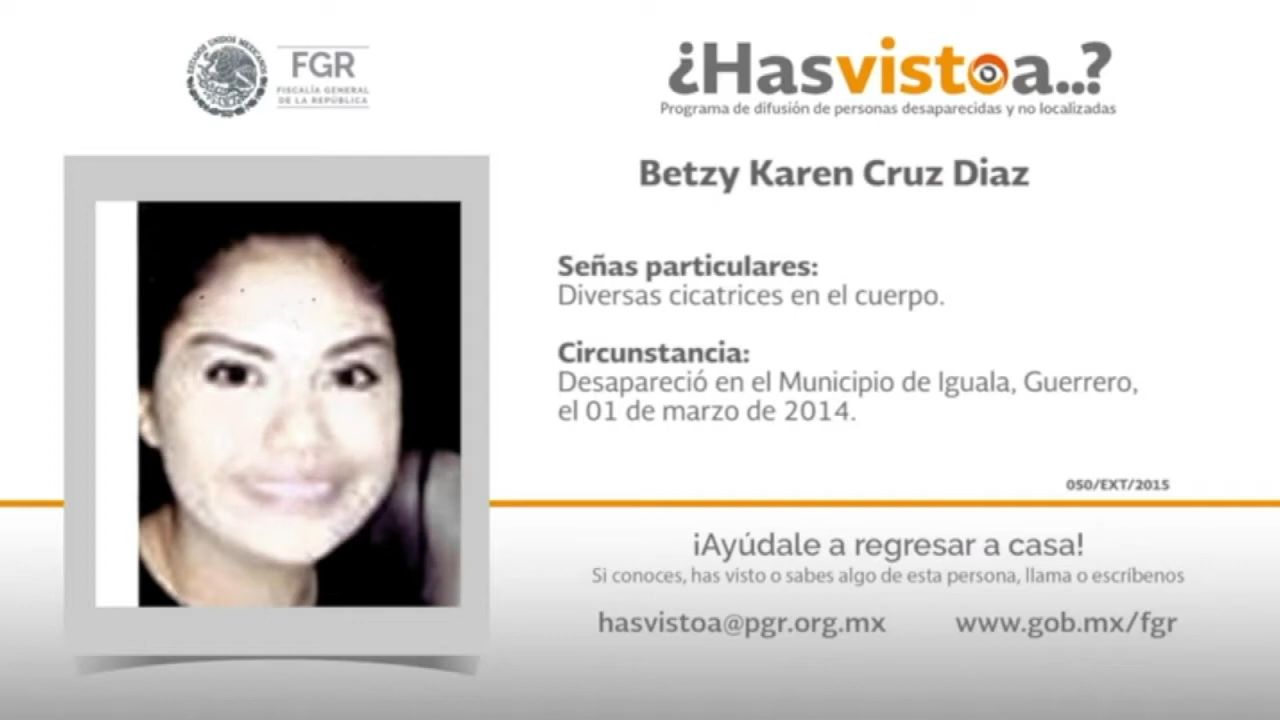 ESTADOS UNIDOS MEXICANOS
FGR
FISCALÍA GENERAL
DE LA REPÚBLICA
¿Hasvistoa..?
Programa de difusión de personas desaparecidas y no localizadas
Betzy Karen Cruz Diaz
Señas particulares:
Diversas cicatrices en el cuerpo.
Circunstancia:
Desapareció en el Municipio de Iguala, Guerrero,
el 01 de marzo de 2014.
050/EXT/2015
¡Ayúdale a regresar a casa!
Si conoces, has visto o sabes algo de esta persona, llama o escríbenos
hasvistoa@pgr.org.mx www.gob.mx/fgr